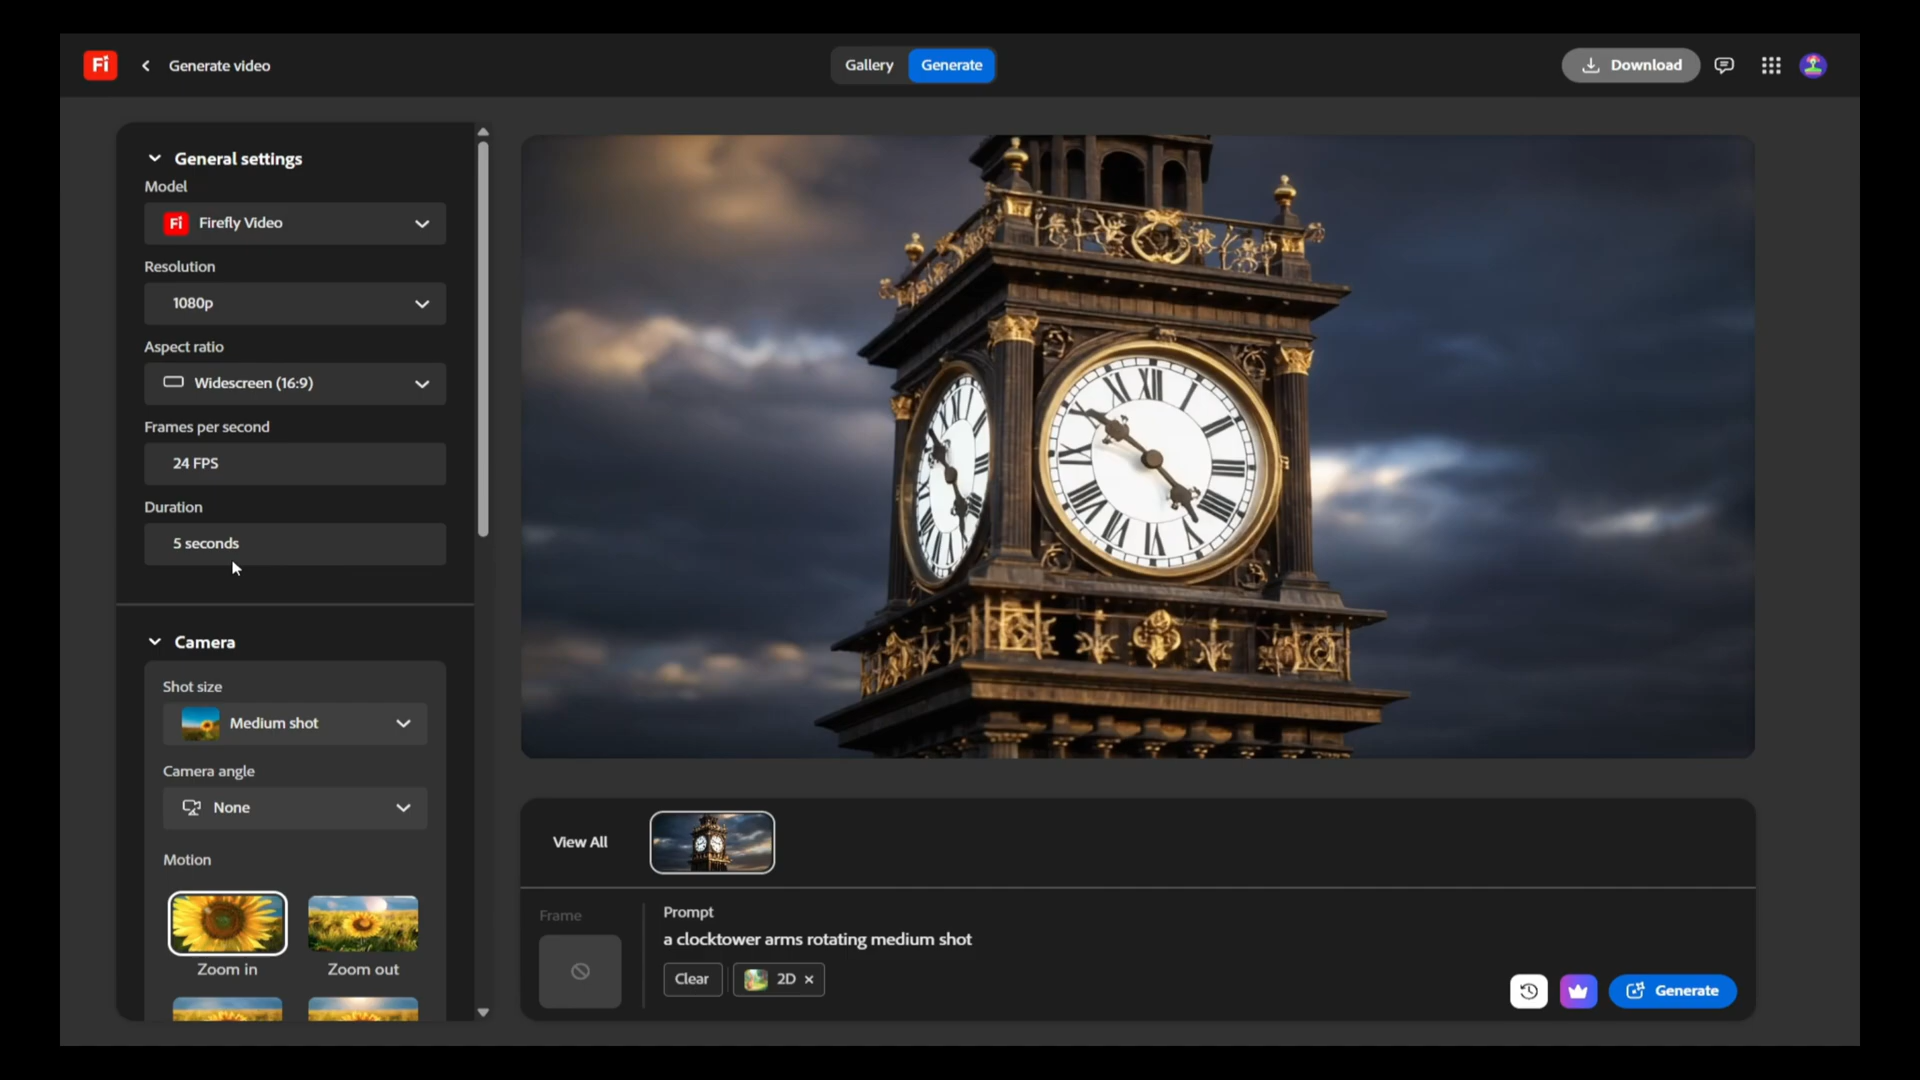 Fi
Generate video
Gallery
Generate
Download
General settings
Model
Fi
Firefly Video
Resolution
1080p
Aspect ratio
Widescreen (16:9)
Frames per second
24 FPS
Duration
5 seconds
Camera
Shot size
Medium shot
Camera angle
None
Motion
Zoom in
Zoom out
View All
Frame
Prompt
a clocktower arms rotating medium shot
Clear
2D
Generate